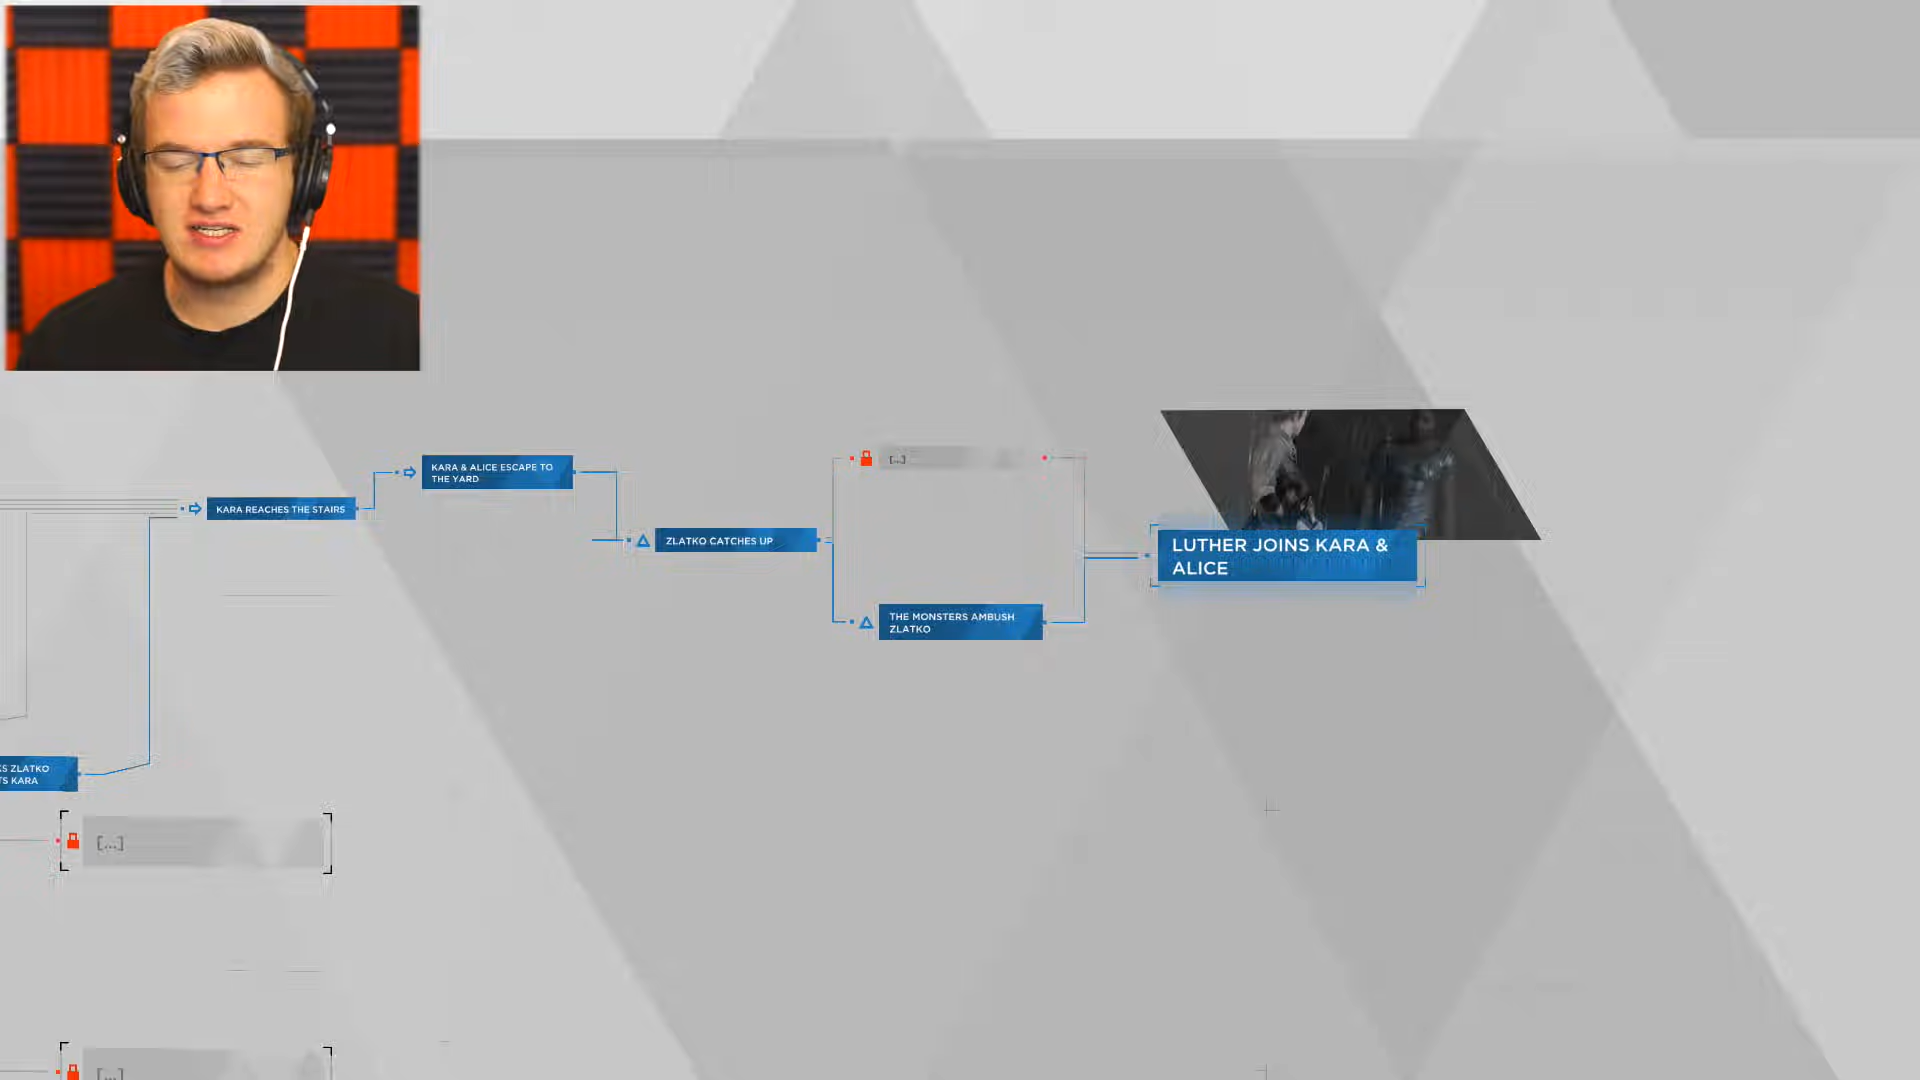 KARA & ALICE ESCAPE TO
THE YARD
KARA REACHES THE STAIRS
ZLATKO CATCHES UP
[...]
THE MONSTERS AMBUSH
ZLATKO
LUTHER JOINS KARA &
ALICE
ZLATKO
KARA
[...]
[...]